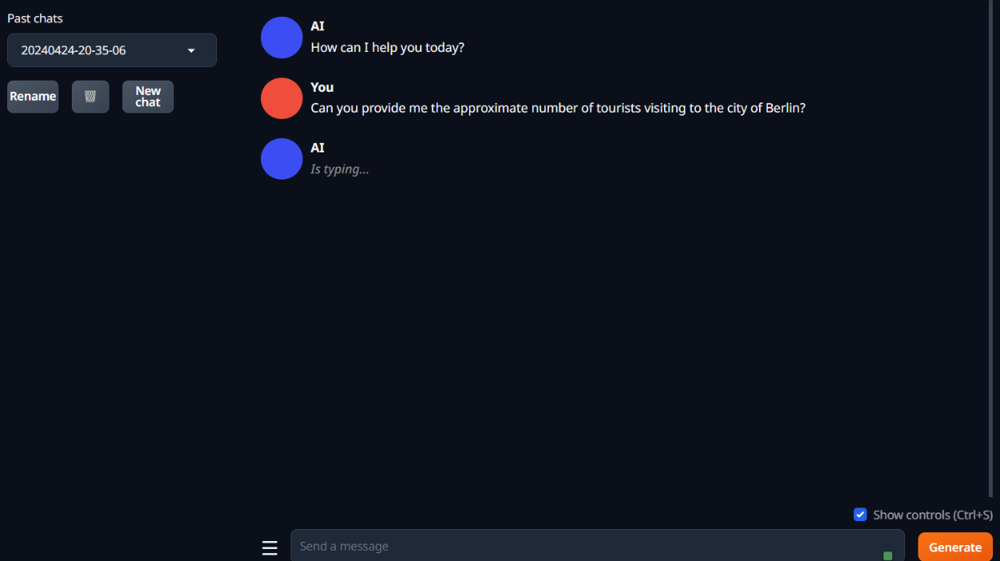 Past chats
20240424-20-35-06
Rename
New
chat
AI
How can I help you today?
You
Can you provide me the approximate number of tourists visiting to the city of Berlin?
AI
Is typing...
Show controls (Ctrl+S)
Send a message
Generate